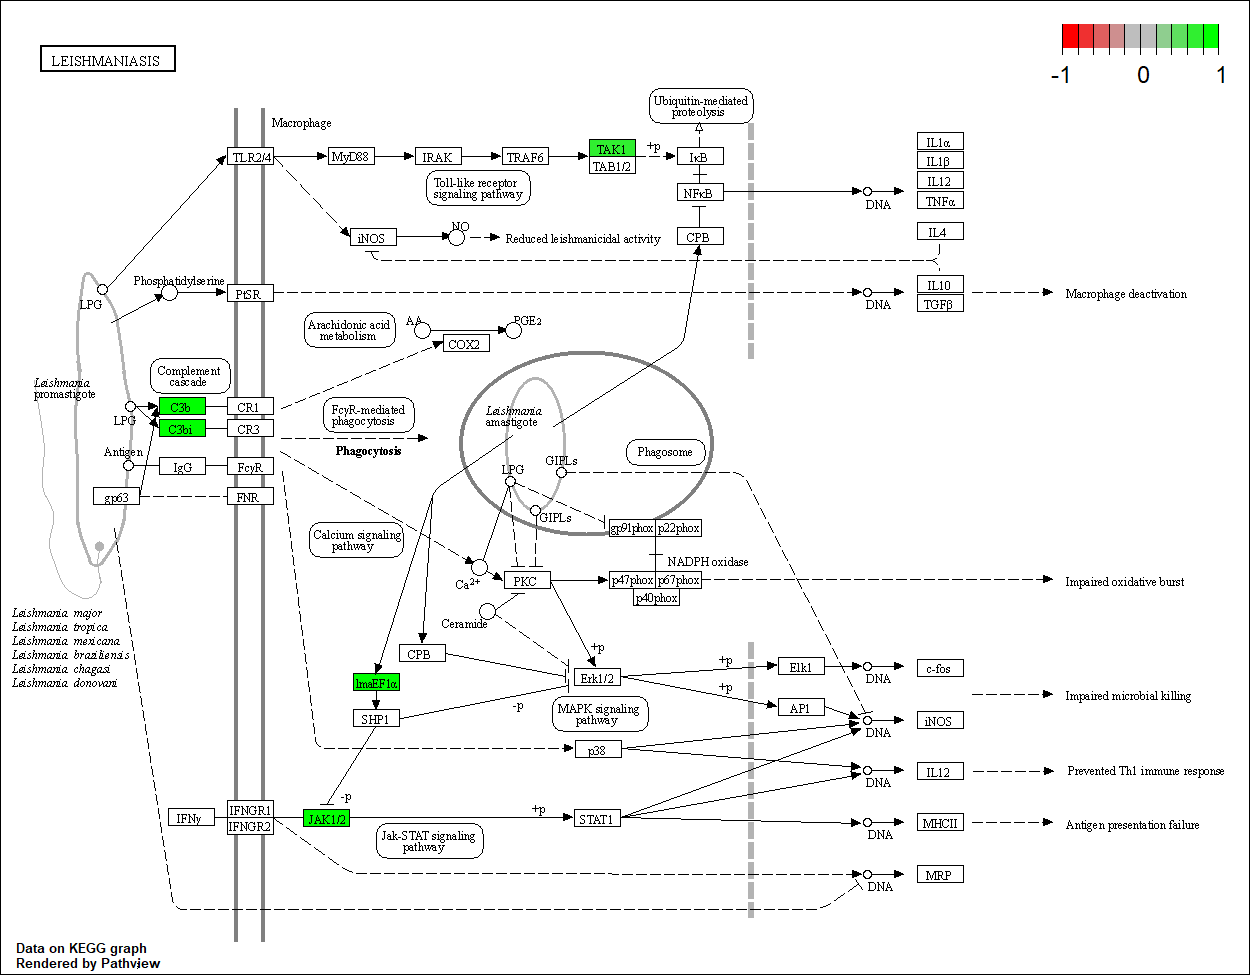 LEISHMANIASIS
-1 0 1
Macrophage
Ubiquitin-mediated
proteolysis
TLR2/4
MyD88
IRAK
TRAF6
TAK1
TAB1/2
+p
IκB
Toll-like receptor
signaling pathway
NFκB
DNA
IL1α
IL1β
IL12
TNFα
iNOS
NO
Reduced leishmanicidal activity
CPB
IL4
LPG
Phosphatidylserine
PtSR
DNA
IL10
TGFβ
Macrophage deactivation
Arachidonic acid
metabolism
AA
PGE2
COX2
Leishmania
promastigote
Complement
cascade
LPG
C3b
CR1
C3bi
CR3
FcγR-mediated
phagocytosis
Phagocytosis
Leishmania
amastigote
Phagosome
Antigen
IgG
FcγR
gp63
FNR
LPG
GIPLs
GIPLs
Calcium signaling
pathway
gp91phox
p22phox
NADPH oxidase
Ca2+
PKC
p47phox
p67phox
p40phox
Impaired oxidative burst
Ceramide
Leishmania major
Leishmania tropica
Leishmania mexicana
Leishmania braziliensis
Leishmania chagasi
Leishmania donovani
CPB
+p
lmaEF1α
Erk1/2
+p
Elk1
DNA
c-fos
SHP1
-p
MAPK signaling
pathway
+p
AP1
DNA
iNOS
Impaired microbial killing
p38
DNA
IL12
Prevented Th1 immune response
IFNγ
IFNGR1
IFNGR2
-p
JAK1/2
+p
STAT1
DNA
MHCII
Antigen presentation failure
Jak-STAT signaling
pathway
DNA
MRP
Data on KEGG graph
Rendered by Pathview